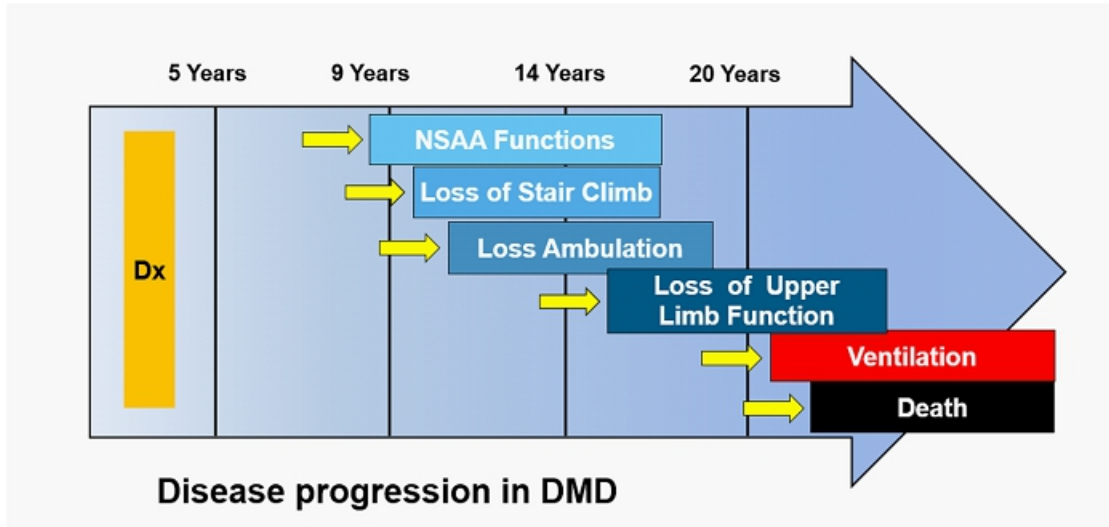 5 Years 9 Years 14 Years 20 Years
NSAA Functions
Loss of Stair Climb
Loss Ambulation
Dx
Loss of Upper
Limb Function
Ventilation
Death
Disease progression in DMD